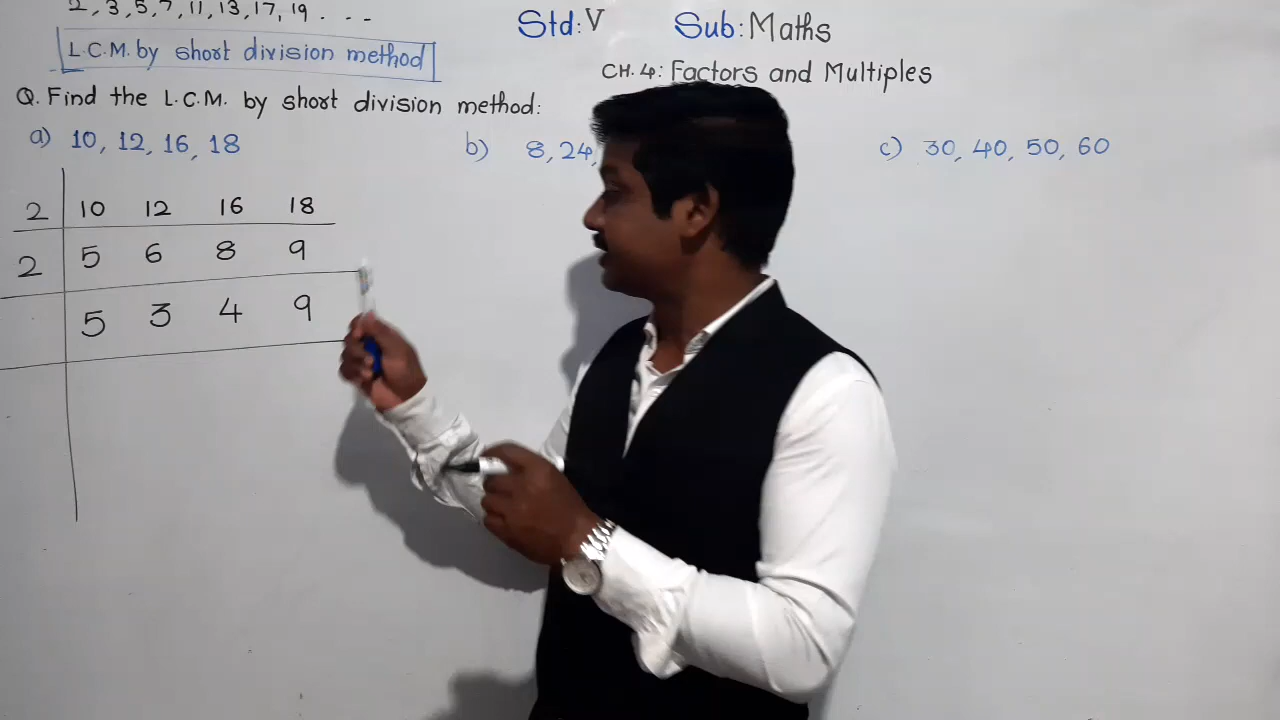 2, 3, 5, 7, 11, 13, 17, 19 . . .
Std: V Sub: Maths
L.C.M. by short division method
CH. 4: Factors and Multiples
Q. Find the L.C.M. by short division method:
a) 10, 12, 16, 18
b) 8, 24,
c) 30, 40, 50, 60
2 10 12 16 18
2 5 6 8 9
5 3 4 9